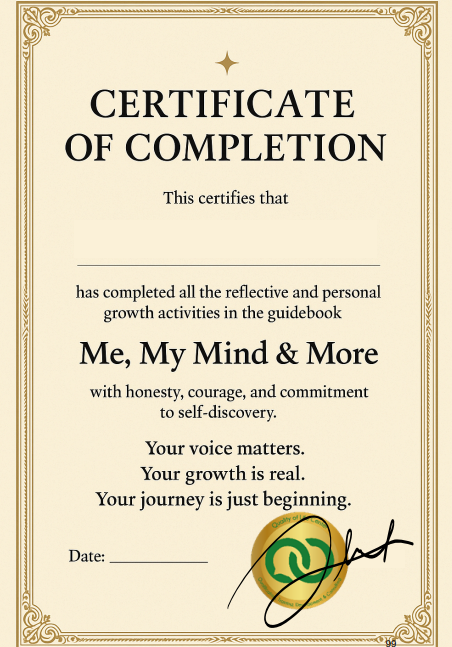 CERTIFICATE
OF COMPLETION
This certifies that
has completed all the reflective and personal
growth activities in the guidebook
Me, My Mind & More
with honesty, courage, and commitment
to self-discovery.
Your voice matters.
Your growth is real.
Your journey is just beginning.
Quality of
Date:
99